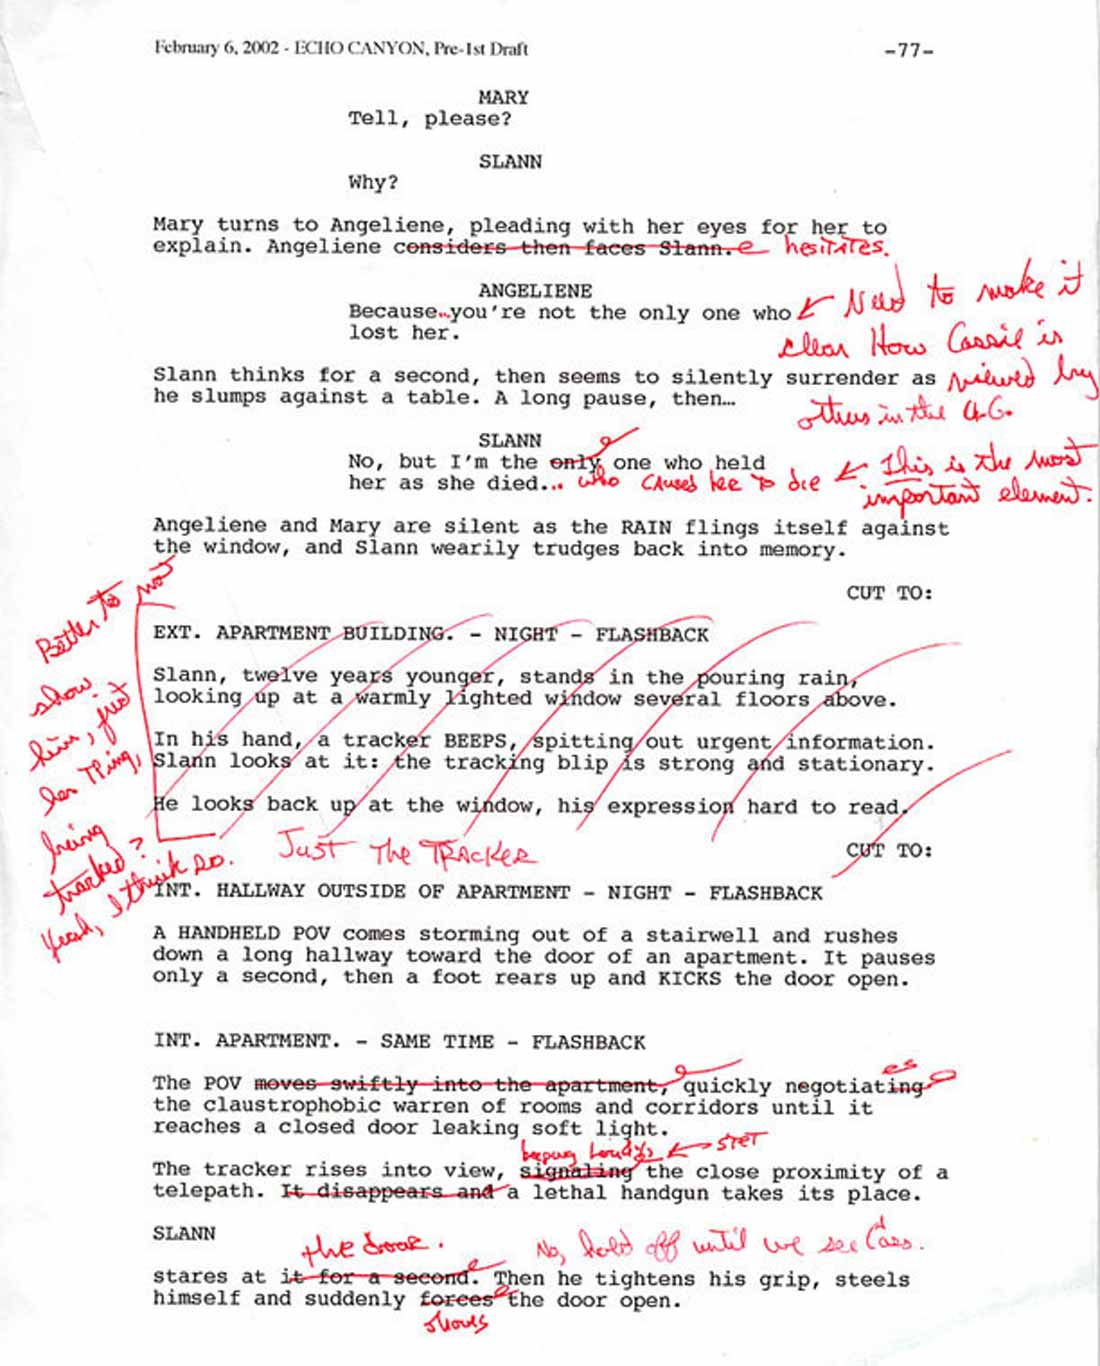 February 6, 2002 - ECHO CANYON, Pre-1st Draft
-77-
MARY
Tell, please?
SLANN
Why?
Mary turns to Angeliene, pleading with her eyes for her to
explain. Angeliene considers then faces Slann. hesitates.
ANGELIENE
Because...you're not the only one who
lost her.
Need to make it
clear How Cassie is
viewed by
others in the
Slann thinks for a second, then seems to silently surrender as
he slumps against a table. A long pause, then…
SLANN
No, but I'm the only one who held
her as she died... who caused her to die
This is the most
important element.
Angeliene and Mary are silent as the RAIN flings itself against
the window, and Slann wearily trudges back into memory.
CUT TO:
Better to not
show
him, just
her Thing,
being
tracked?
Yeah, I think so.
EXT. APARTMENT BUILDING. - NIGHT - FLASHBACK
Slann, twelve years younger, stands in the pouring rain,
looking up at a warmly lighted window several floors above.
In his hand, a tracker BEEPS, spitting out urgent information.
Slann looks at it: the tracking blip is strong and stationary.
He looks back up at the window, his expression hard to read.
Just The TRACKER
CUT TO:
INT. HALLWAY OUTSIDE OF APARTMENT - NIGHT - FLASHBACK
A HANDHELD POV comes storming out of a stairwell and rushes
down a long hallway toward the door of an apartment. It pauses
only a second, then a foot rears up and KICKS the door open.
INT. APARTMENT. - SAME TIME - FLASHBACK
es
The POV moves swiftly into the apartment, quickly negotiating
the claustrophobic warren of rooms and corridors until it
reaches a closed door leaking soft light.
beeping loudly STET
The tracker rises into view, signaling the close proximity of a
telepath. It disappears and a lethal handgun takes its place.
SLANN
the door. No, hold off until we see Cass.
stares at it for a second. Then he tightens his grip, steels
himself and suddenly forces the door open.
shoves